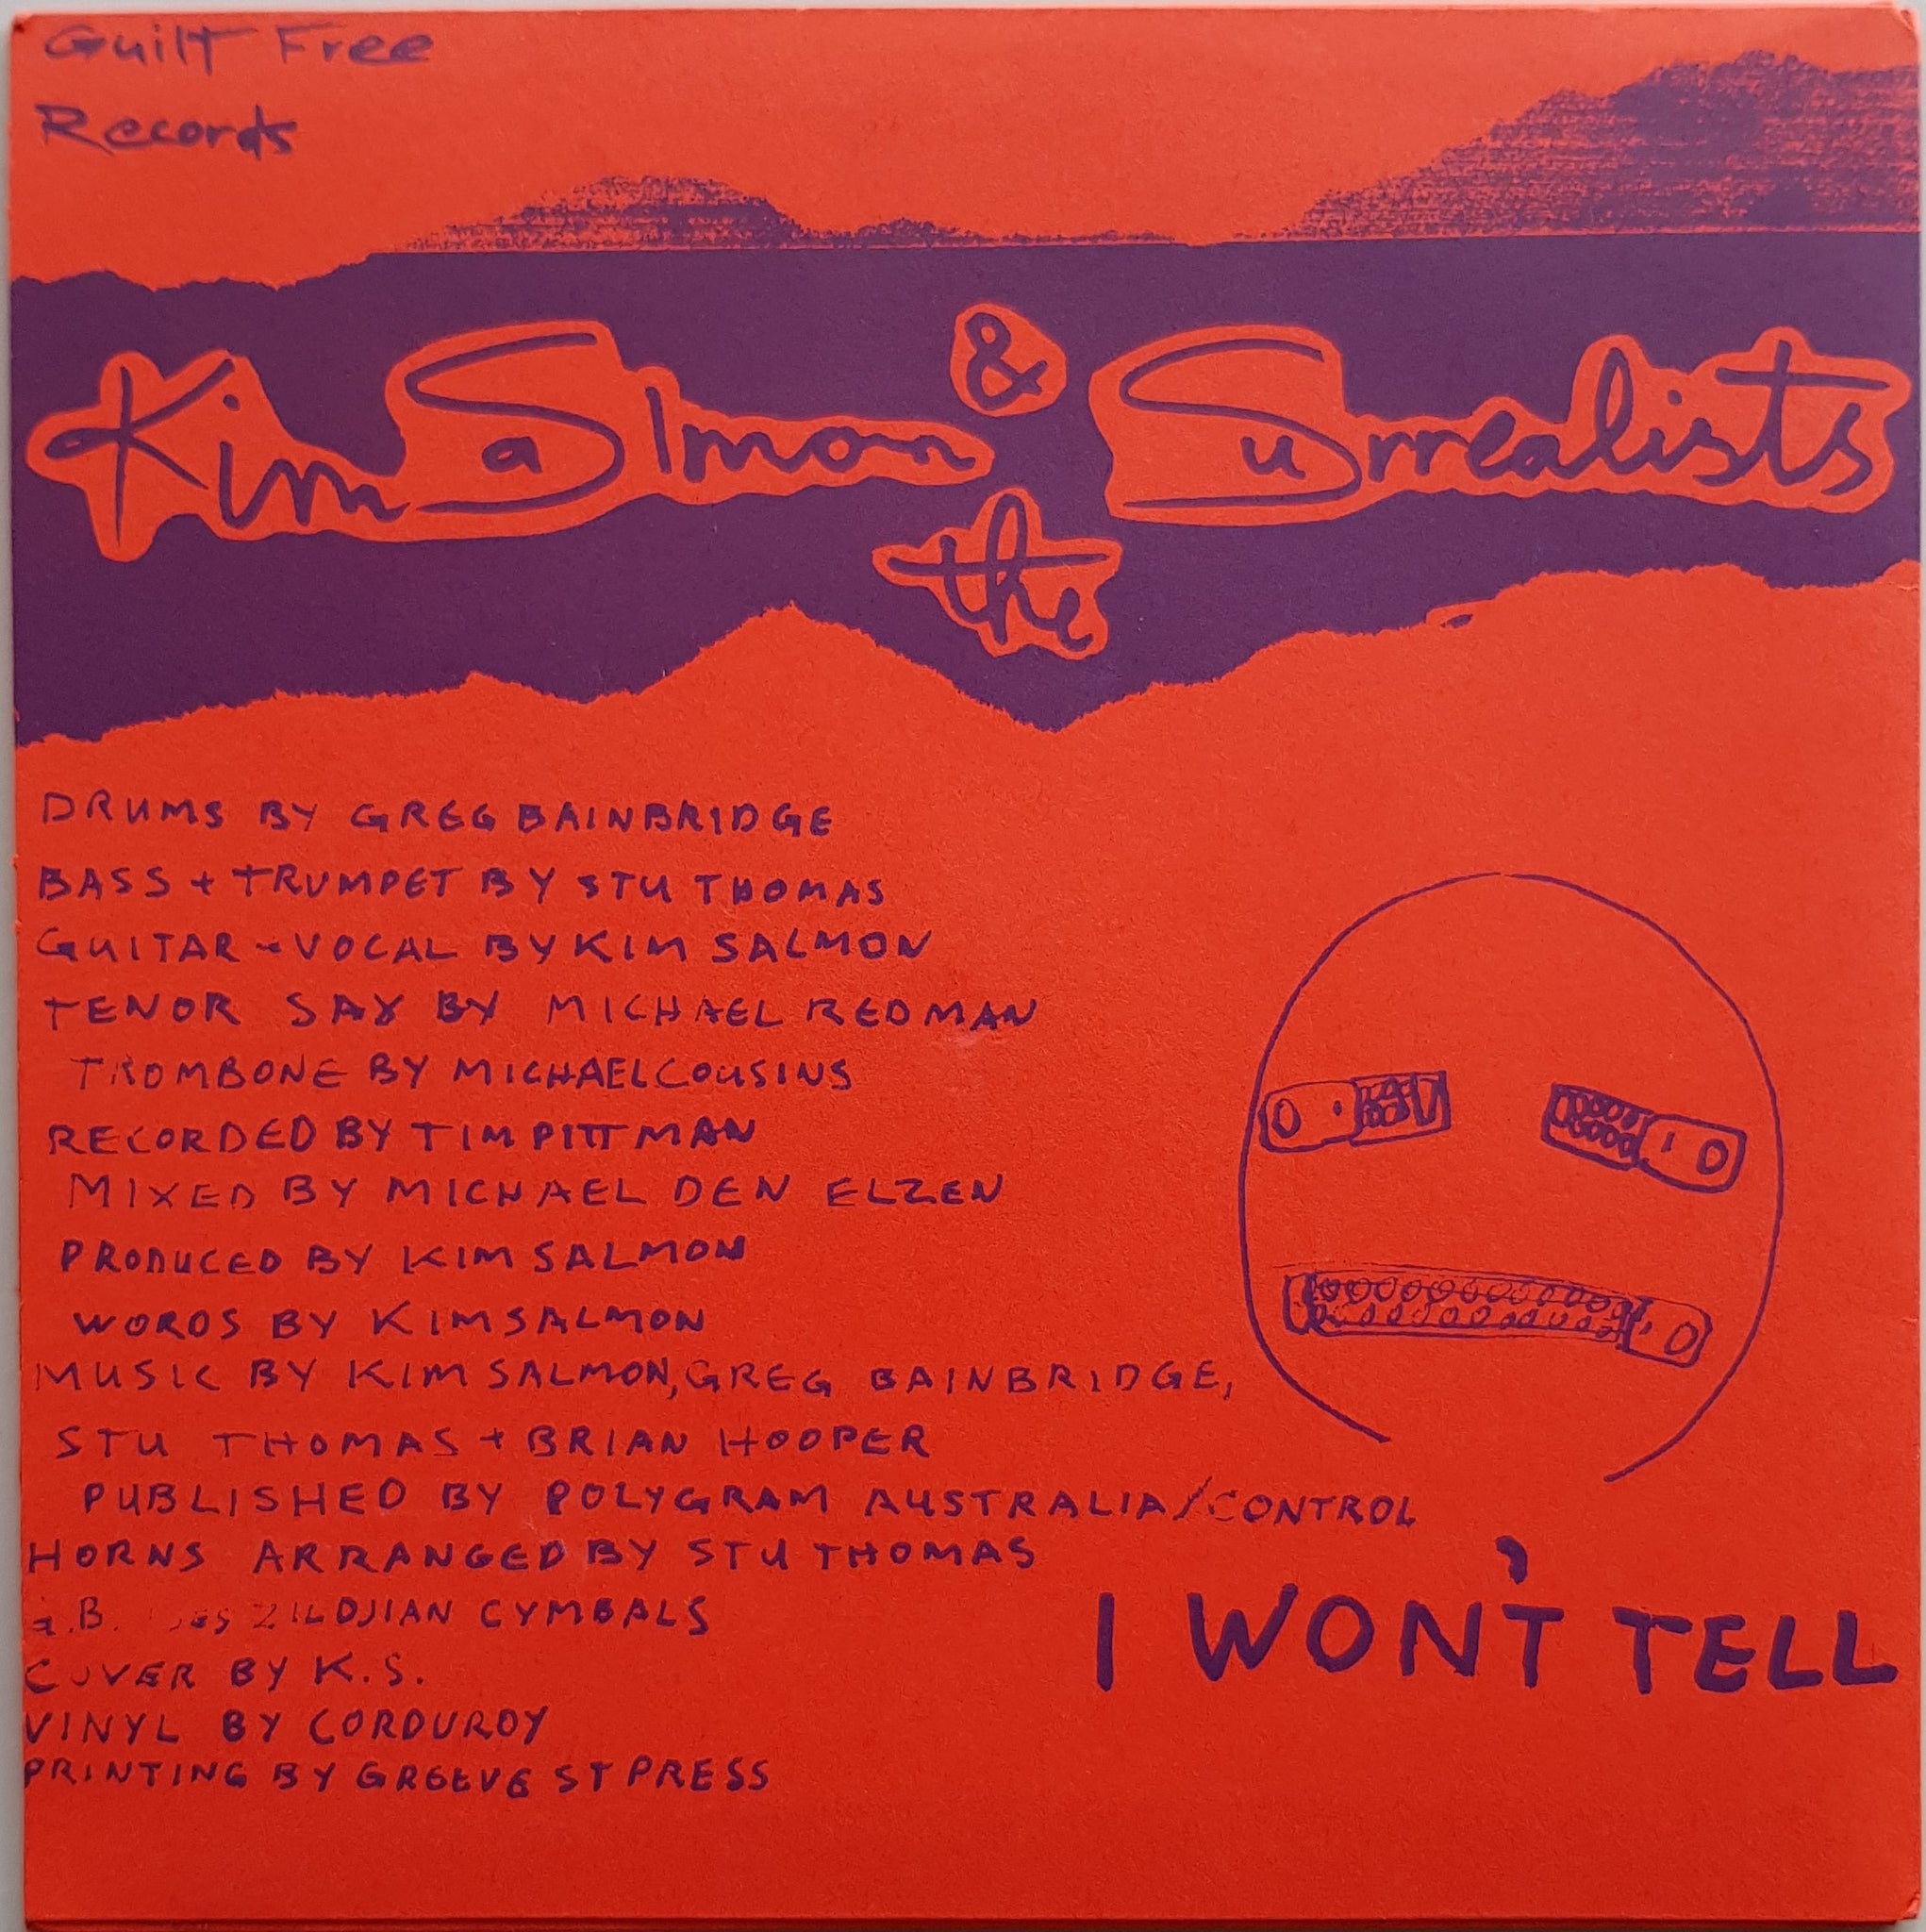 Guilt Free
Records
Kim Salmon & the Surrealists
DRUMS BY GREG BAINBRIDGE
BASS + TRUMPET BY STU THOMAS
GUITAR + VOCAL BY KIM SALMON
TENOR SAX BY MICHAEL REDMAN
TROMBONE BY MICHAEL COUSINS
RECORDED BY TIM PITTMAN
MIXED BY MICHAEL DEN ELZEN
PRODUCED BY KIM SALMON
WORDS BY KIM SALMON
MUSIC BY KIM SALMON, GREG BAINBRIDGE,
STU THOMAS + BRIAN HOOPER
PUBLISHED BY POLYGRAM AUSTRALIA/CONTROL
HORNS ARRANGED BY STU THOMAS
G.B. ZILDJIAN CYMBALS
COVER BY K.S.
VINYL BY CORDUROY
PRINTING BY GREEVE ST PRESS
I WON'T TELL